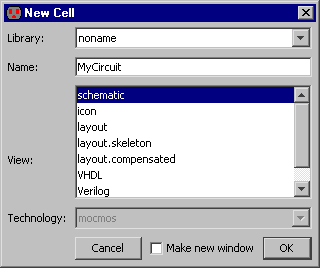 New Cell
Library: noname
Name: MyCircuit
View:
schematic
icon
layout
layout.skeleton
layout.compensated
VHDL
Verilog
Technology: mocmos
Cancel Make new window OK